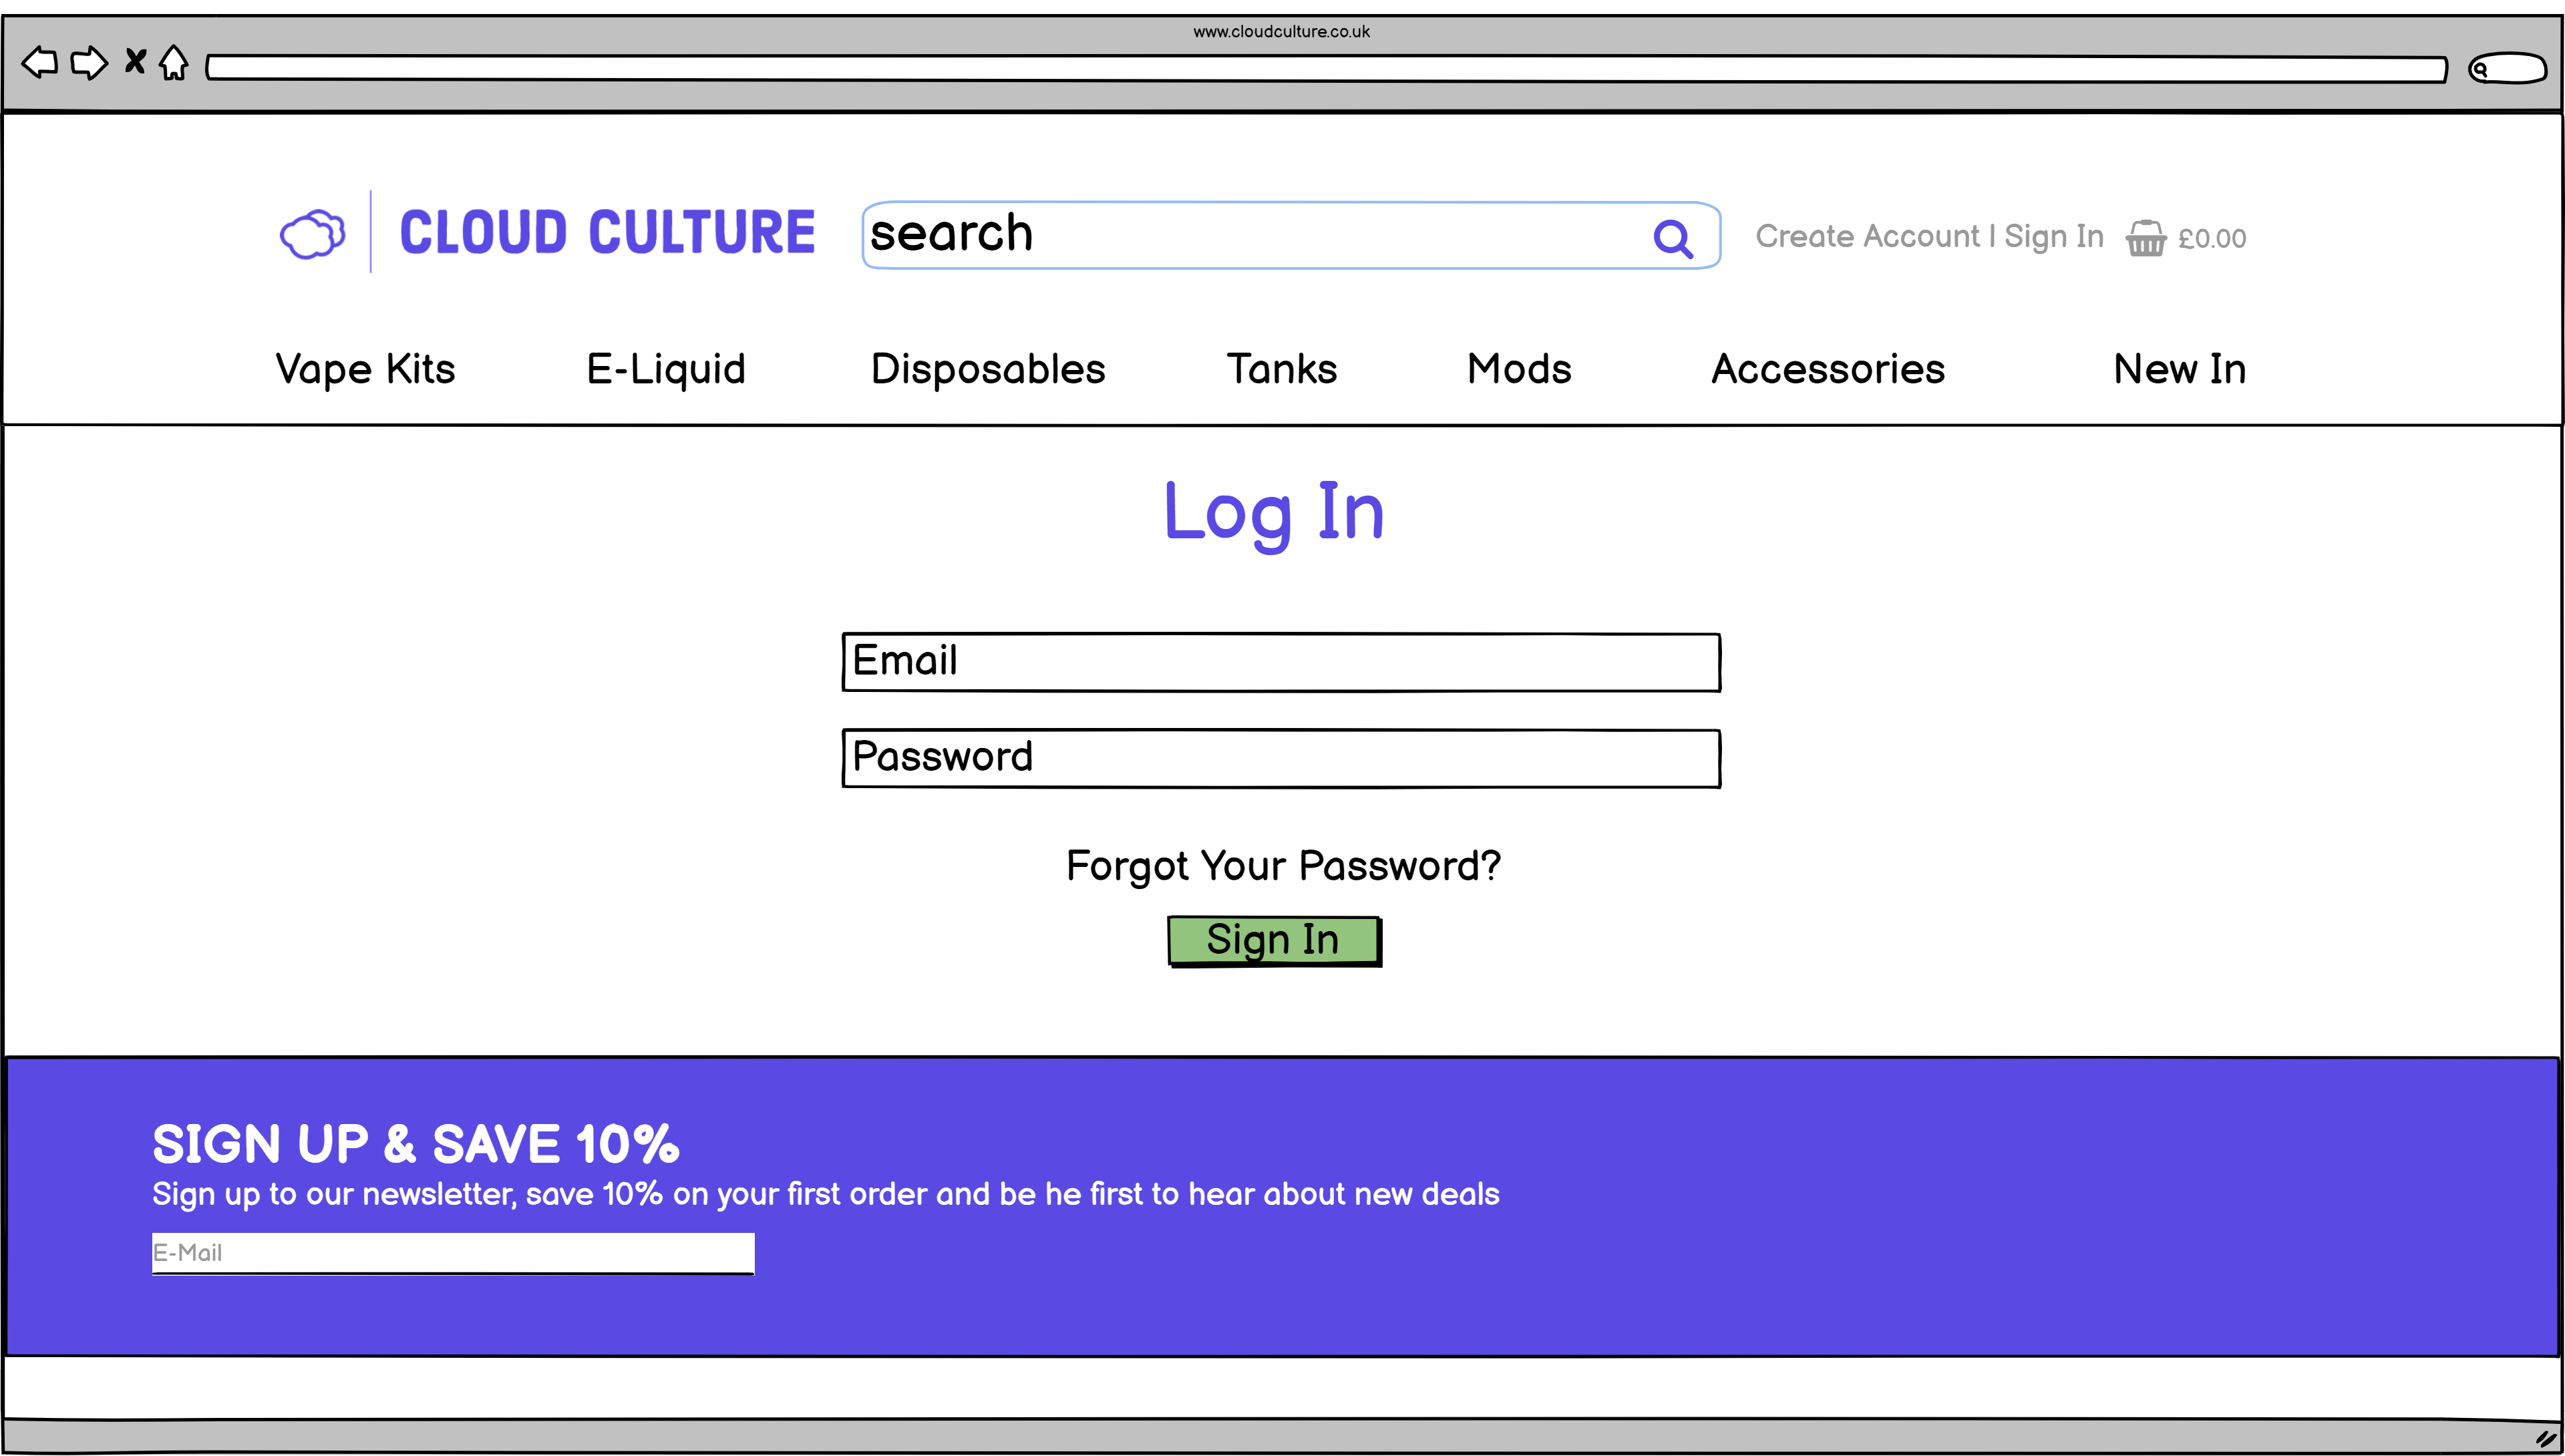 www.cloudculture.co.uk
CLOUD CULTURE
search
Create Account | Sign In
£0.00
Vape Kits
E-Liquid
Disposables
Tanks
Mods
Accessories
New In
Log In
Email
Password
Forgot Your Password?
Sign In
SIGN UP & SAVE 10%
Sign up to our newsletter, save 10% on your first order and be he first to hear about new deals
E-Mail